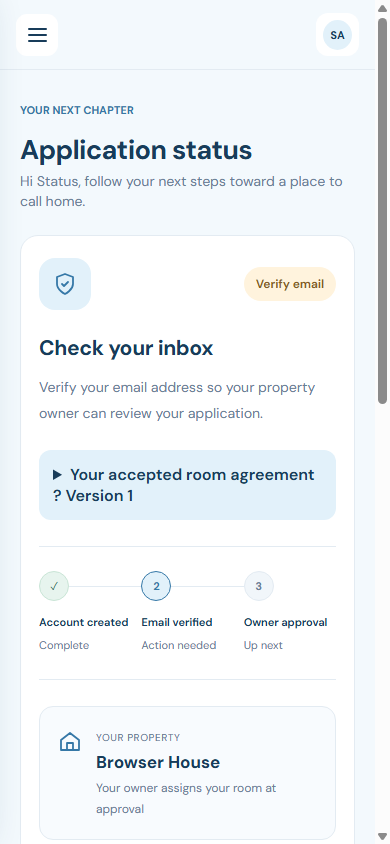 SA
YOUR NEXT CHAPTER
Application status
Hi Status, follow your next steps toward a place to
call home.
Verify email
Check your inbox
Verify your email address so your property
owner can review your application.
▶ Your accepted room agreement
? Version 1
✓
2
3
Account created
Email verified
Owner approval
Complete
Action needed
Up next
YOUR PROPERTY
Browser House
Your owner assigns your room at
approval